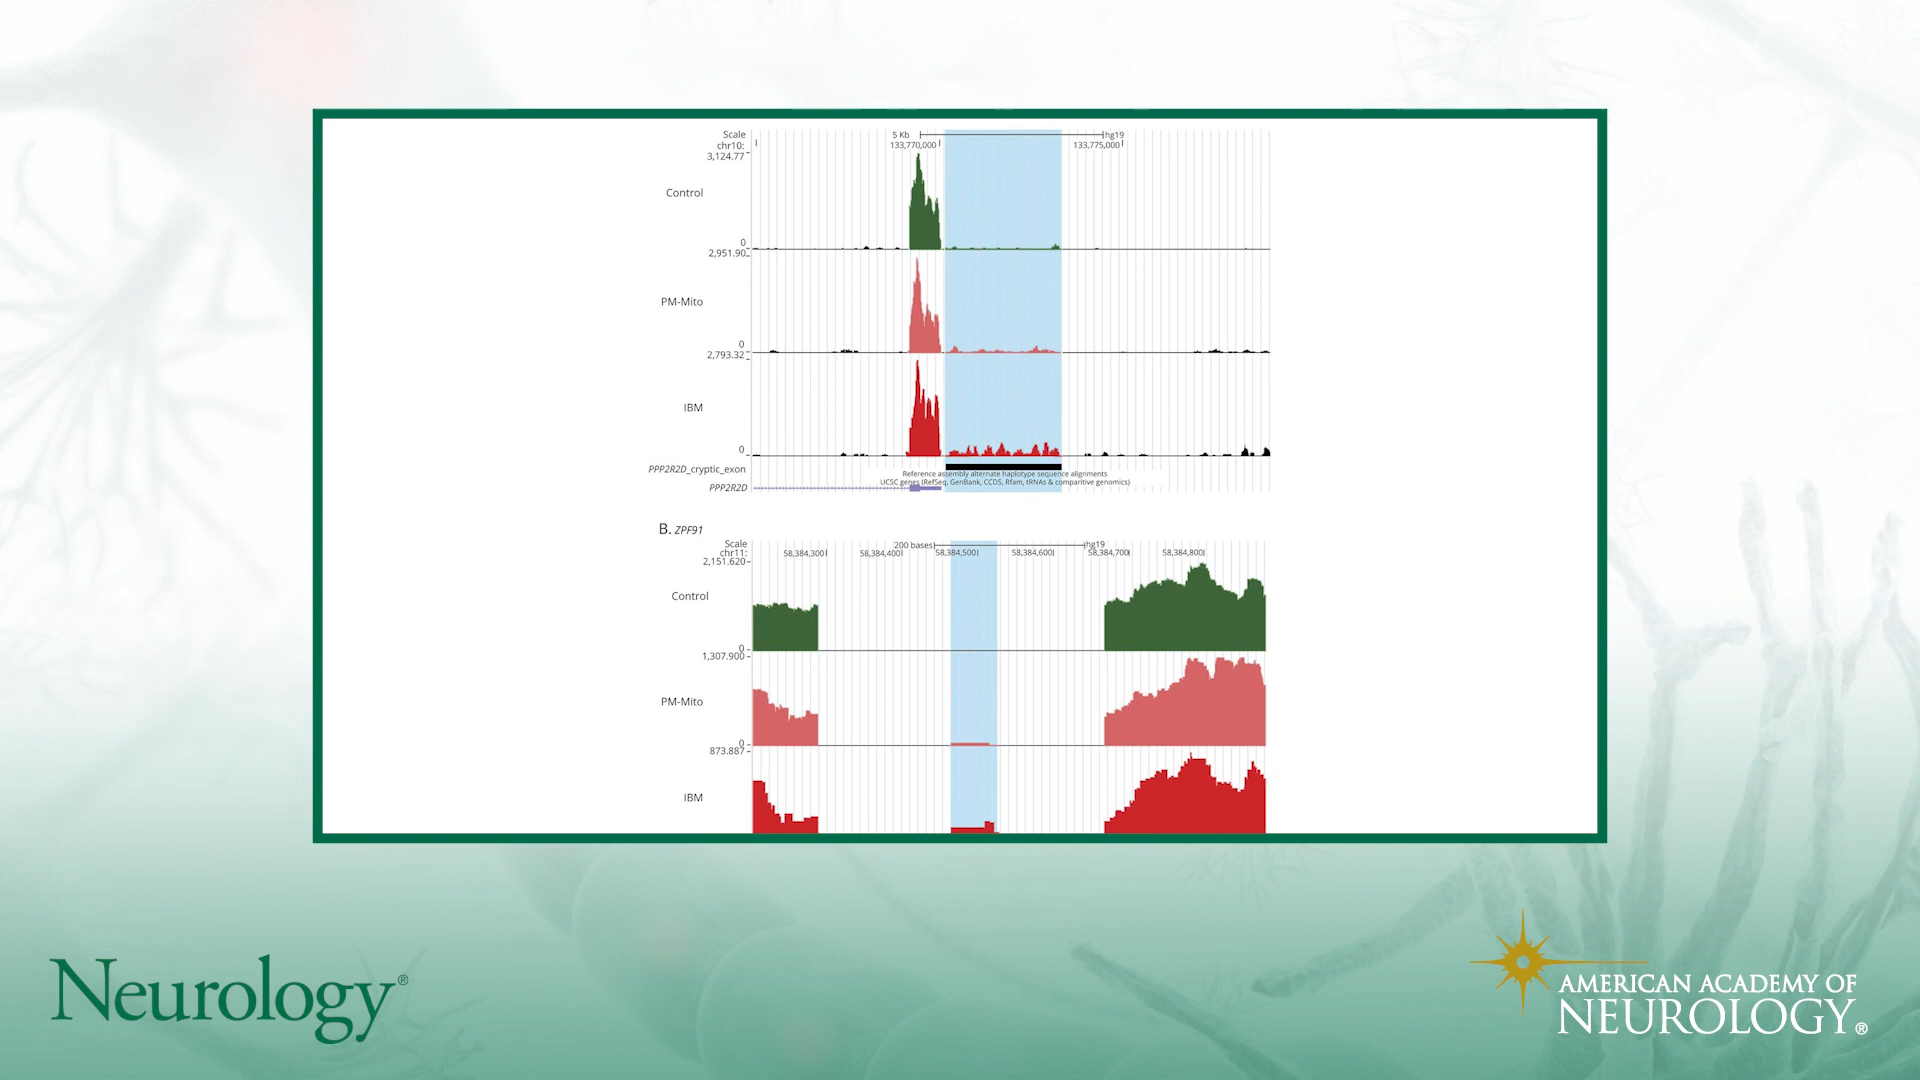 Scale 5 Kb hg19
chr10: 133,770,000 133,775,000
3,124.77
Control
0
2,951.90
PM-Mito
0
2,793.32
IBM
0
PPP2R2D_cryptic_exon
Reference assembly alternate haplotype sequence alignments
UCSC genes (RefSeq, GenBank, CCDS, Rfam, tRNAs & comparitive genomics)
PPP2R2D
B. ZPF91
Scale 200 bases hg19
chr11: 58,384,300 58,384,400 58,384,500 58,384,600 58,384,700 58,384,800
2,151.620
Control
0
1,307.900
PM-Mito
0
873.887
IBM
Neurology®
AMERICAN ACADEMY OF
NEUROLOGY®